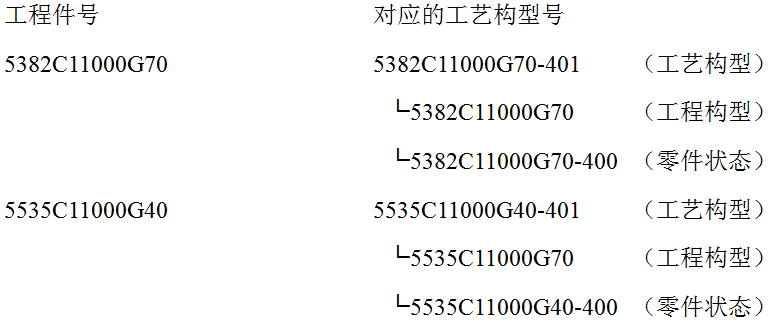 工程件号 对应的工艺构型号
5382C11000G70 5382C11000G70-401 （工艺构型）
┗5382C11000G70 （工程构型）
┗5382C11000G70-400 （零件状态）
5535C11000G40 5535C11000G40-401 （工艺构型）
┗5535C11000G70 （工程构型）
┗5535C11000G40-400 （零件状态）